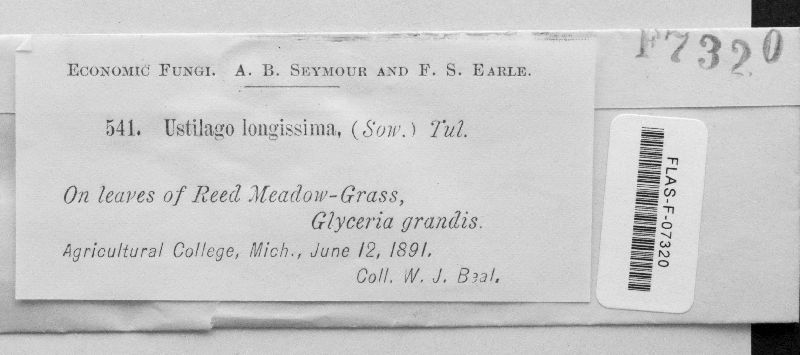 F7320
ECONOMIC FUNGI. A. B. SEYMOUR AND F. S. EARLE.
541. Ustilago longissima, (Sow.) Tul.
On leaves of Reed Meadow-Grass,
Glyceria grandis.
Agricultural College, Mich., June 12, 1891.
Coll. W. J. Beal.
FLAS-F-07320